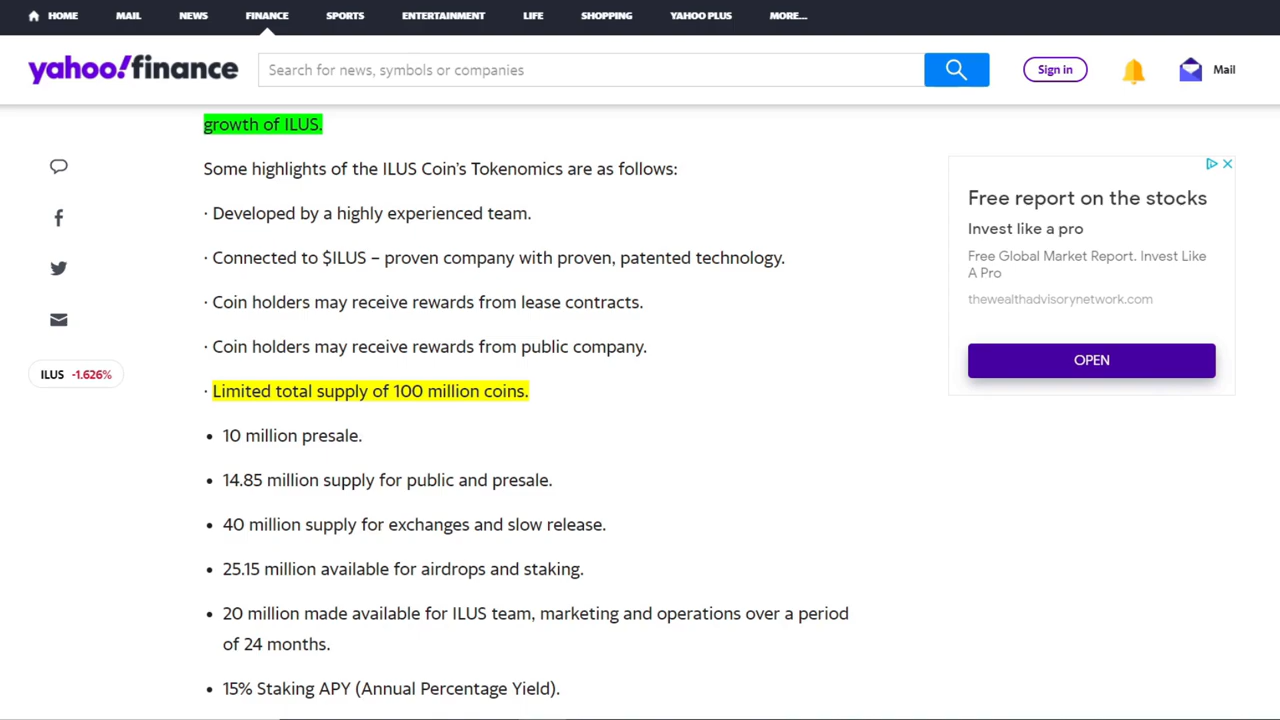 HOME MAIL NEWS FINANCE SPORTS ENTERTAINMENT LIFE SHOPPING YAHOO PLUS MORE...
yahoo!finance Search for news, symbols or companies Sign in Mail
growth of ILUS.
Some highlights of the ILUS Coin’s Tokenomics are as follows:
· Developed by a highly experienced team.
· Connected to $ILUS – proven company with proven, patented technology.
· Coin holders may receive rewards from lease contracts.
· Coin holders may receive rewards from public company.
ILUS -1.626%
· Limited total supply of 100 million coins.
• 10 million presale.
• 14.85 million supply for public and presale.
• 40 million supply for exchanges and slow release.
• 25.15 million available for airdrops and staking.
• 20 million made available for ILUS team, marketing and operations over a period
of 24 months.
• 15% Staking APY (Annual Percentage Yield).
Free report on the stocks
Invest like a pro
Free Global Market Report. Invest Like
A Pro
thewealthadvisorynetwork.com
OPEN